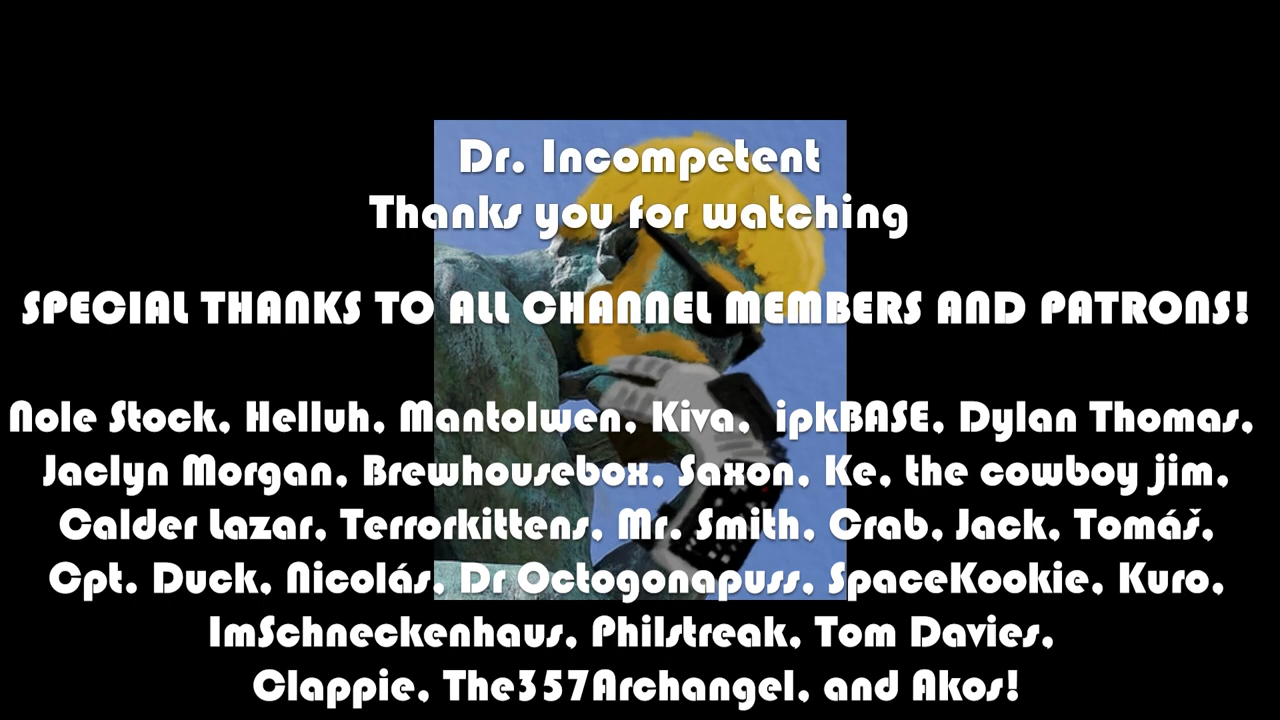 Dr. Incompetent
Thanks you for watching
SPECIAL THANKS TO ALL CHANNEL MEMBERS AND PATRONS!
Nole Stock, Helluh, Mantolwen, Kiva, ipkBASE, Dylan Thomas,
Jaclyn Morgan, Brewhousebox, Saxon, Ke, the cowboy jim,
Calder Lazar, Terrorkittens, Mr. Smith, Crab, Jack, Tomáš,
Cpt. Duck, Nicolás, Dr Octogonapuss, SpaceKookie, Kuro,
ImSchneckenhaus, Philstreak, Tom Davies,
Clappie, The357Archangel, and Akos!